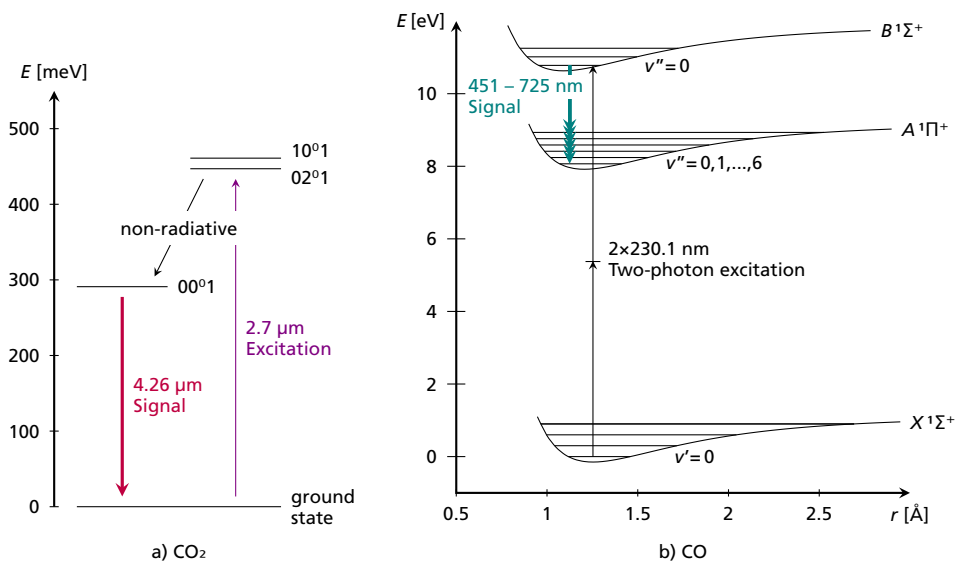 E [meV]
500
400
300
200
100
0
10⁰1
02⁰1
non-radiative
00⁰1
2.7 µm
Excitation
4.26 µm
Signal
ground
state
a) CO₂
E [eV]
10
8
6
4
2
0
B ¹Σ⁺
v″= 0
451 – 725 nm
Signal
A ¹Π⁺
v″= 0,1,...,6
2×230.1 nm
Two-photon excitation
X ¹Σ⁺
v′= 0
0.5
1
1.5
2
2.5
r [Å]
b) CO